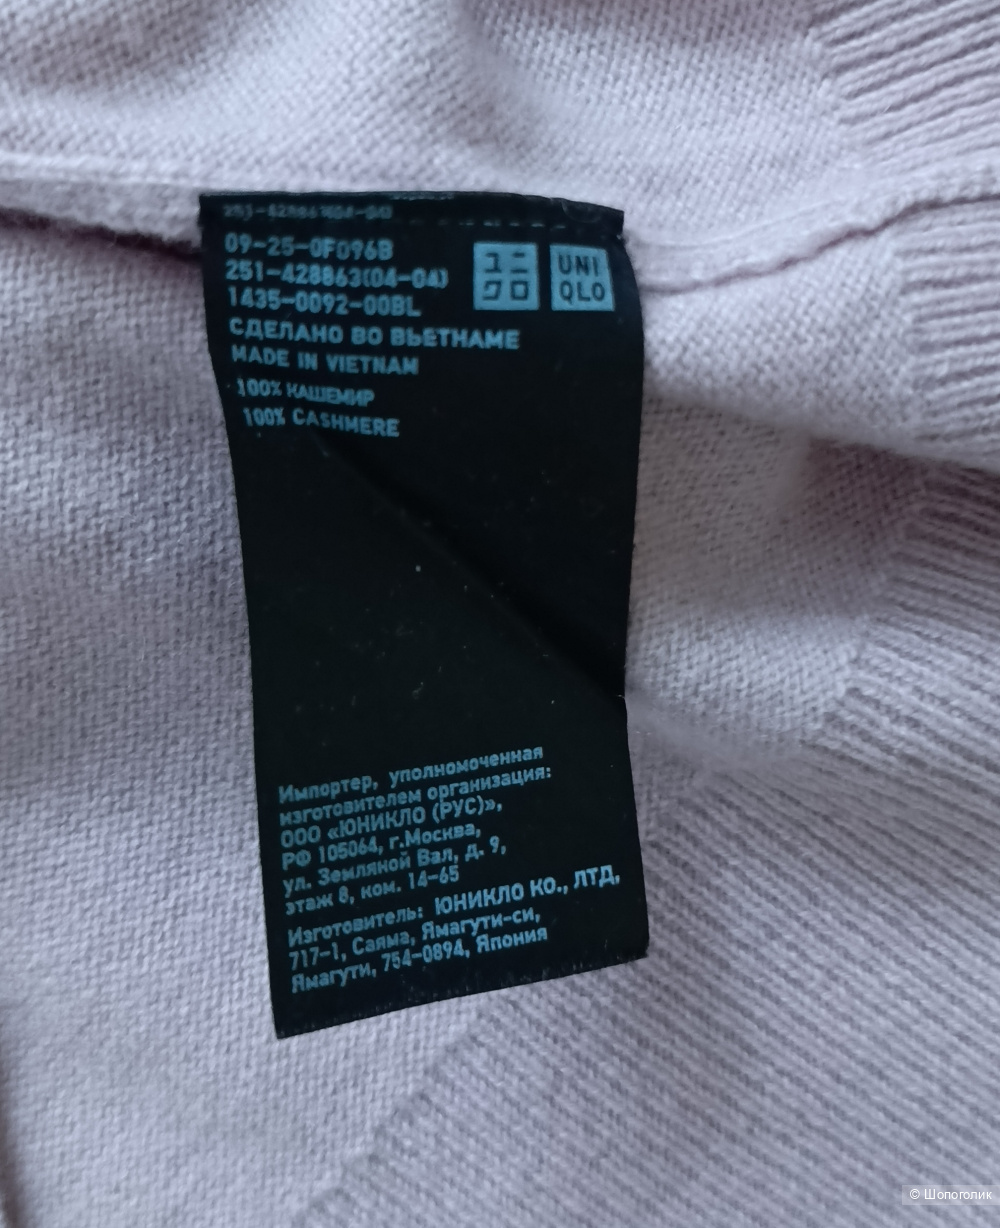 09-25-0F096B
251-428863(04-04)
1435-0092-00BL
ユニ
クロ
UNI
QLO
СДЕЛАНО ВО ВЬЕТНАМЕ
MADE IN VIETNAM
100% КАШЕМИР
100% CASHMERE
Импортер, уполномоченная
изготовителем организация:
ООО «ЮНИКЛО (РУС)»,
РФ 105064, г.Москва,
ул. Земляной Вал, д. 9,
этаж 8, ком. 14-65
Изготовитель: ЮНИКЛО КО., ЛТД.
717-1, Саяма, Ямагути-си,
Ямагути, 754-0894, Япония
© Шопоголик